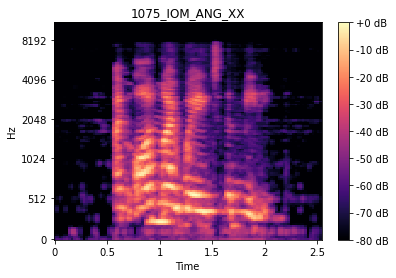 1075_IOM_ANG_XX
8192
4096
2048
1024
512
0
Hz
0
0.5
1
1.5
2
2.5
Time
+0 dB
-10 dB
-20 dB
-30 dB
-40 dB
-50 dB
-60 dB
-70 dB
-80 dB